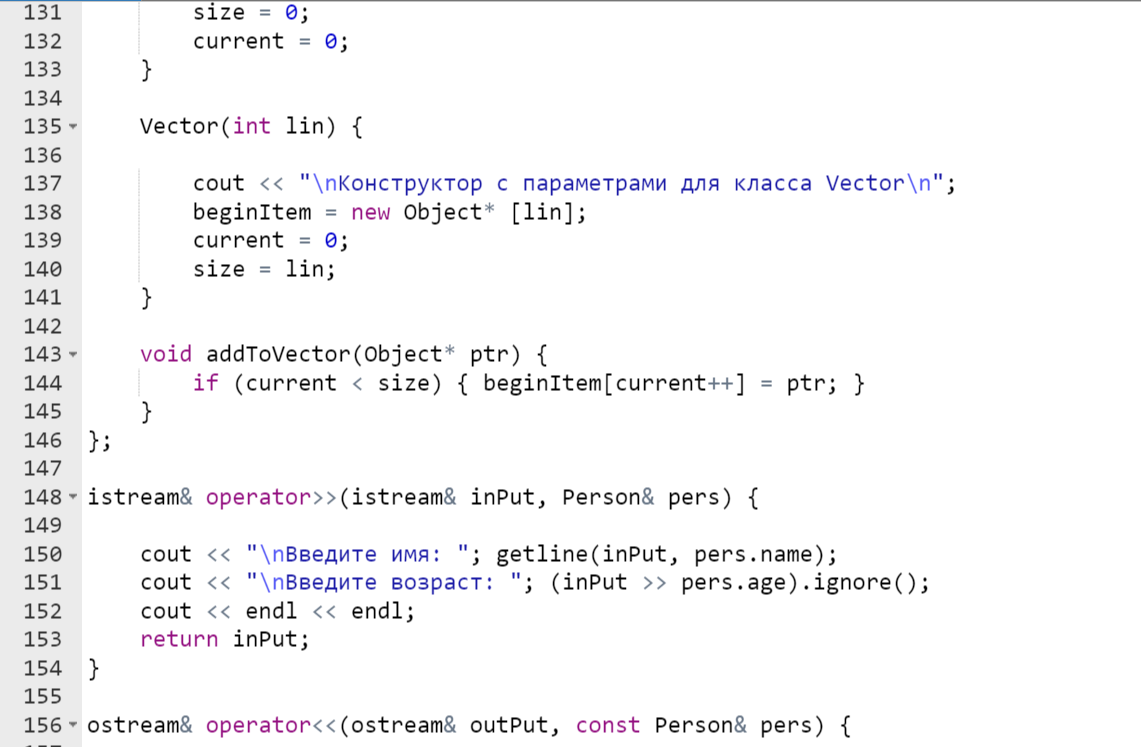 131 size = 0;
132 current = 0;
133 }
134
135 Vector(int lin) {
136
137 cout << "\nКонструктор с параметрами для класса Vector\n";
138 beginItem = new Object* [lin];
139 current = 0;
140 size = lin;
141 }
142
143 void addToVector(Object* ptr) {
144 if (current < size) { beginItem[current++] = ptr; }
145 }
146 };
147
148 istream& operator>>(istream& inPut, Person& pers) {
149
150 cout << "\nВведите имя: "; getline(inPut, pers.name);
151 cout << "\nВведите возраст: "; (inPut >> pers.age).ignore();
152 cout << endl << endl;
153 return inPut;
154 }
155
156 ostream& operator<<(ostream& outPut, const Person& pers) {